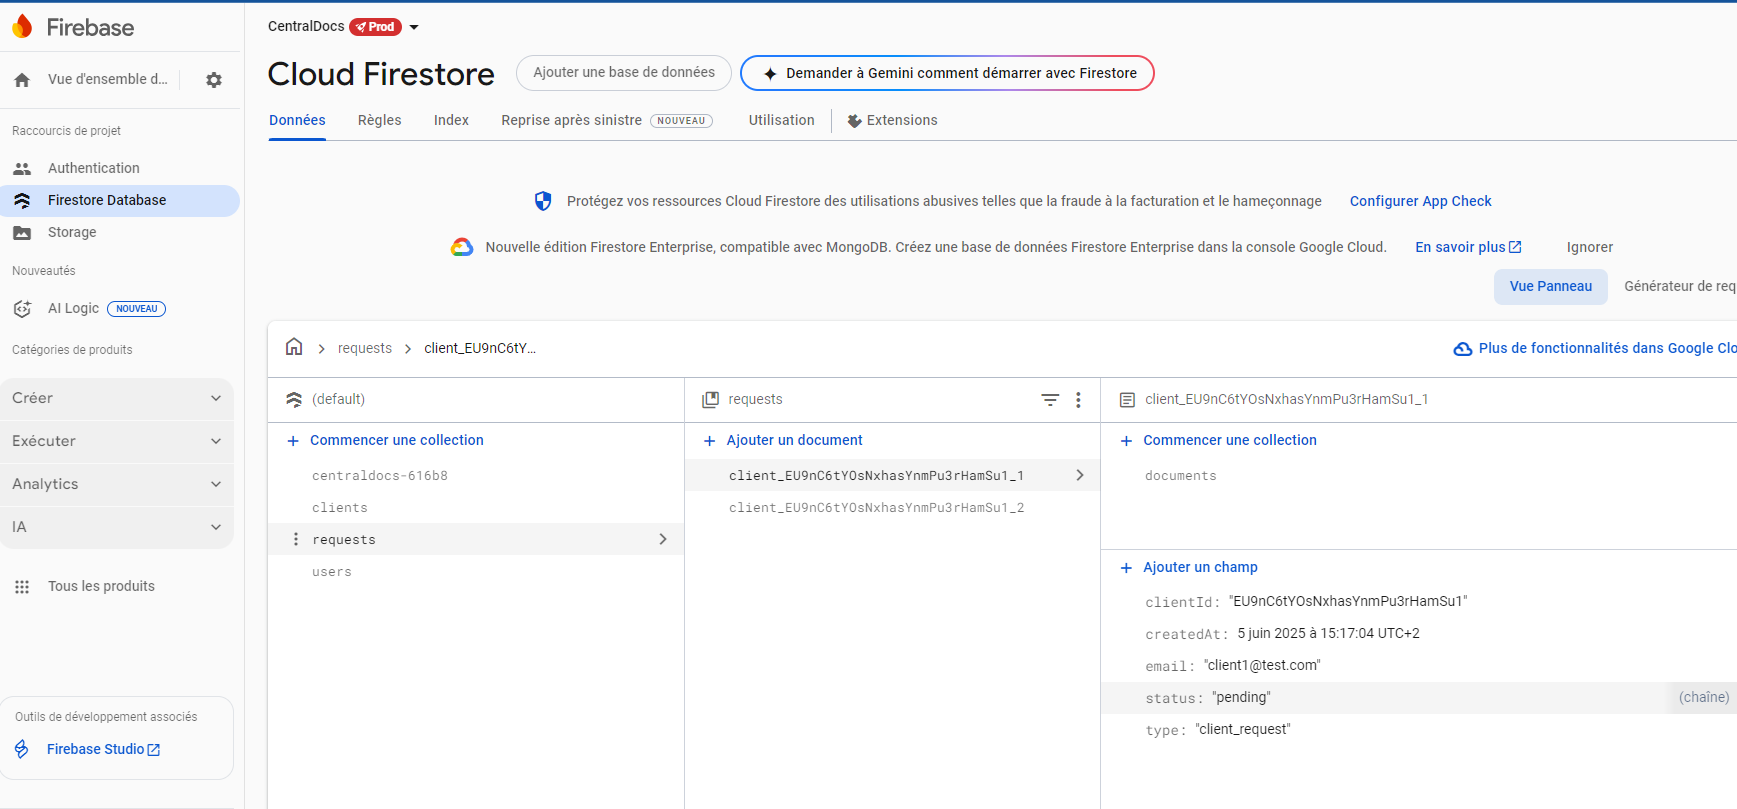 Firebase
Vue d'ensemble d...
Raccourcis de projet
Authentication
Firestore Database
Storage
Nouveautés
AI Logic NOUVEAU
Catégories de produits
Créer
Exécuter
Analytics
IA
Tous les produits
Outils de développement associés
Firebase Studio
CentralDocs Prod
Cloud Firestore Ajouter une base de données Demander à Gemini comment démarrer avec Firestore
Données Règles Index Reprise après sinistre NOUVEAU Utilisation Extensions
Protégez vos ressources Cloud Firestore des utilisations abusives telles que la fraude à la facturation et le hameçonnage Configurer App Check
Nouvelle édition Firestore Enterprise, compatible avec MongoDB. Créez une base de données Firestore Enterprise dans la console Google Cloud. En savoir plus Ignorer
Vue Panneau Générateur de req
requests client_EU9nC6tY... Plus de fonctionnalités dans Google Clo
(default)
Commencer une collection
centraldocs-616b8
clients
requests
users
requests
Ajouter un document
client_EU9nC6tYOsNxhasYnmPu3rHamSu1_1
client_EU9nC6tYOsNxhasYnmPu3rHamSu1_2
client_EU9nC6tYOsNxhasYnmPu3rHamSu1_1
Commencer une collection
documents
Ajouter un champ
clientId: "EU9nC6tYOsNxhasYnmPu3rHamSu1"
createdAt: 5 juin 2025 à 15:17:04 UTC+2
email: "client1@test.com"
status: "pending" (chaîne)
type: "client_request"